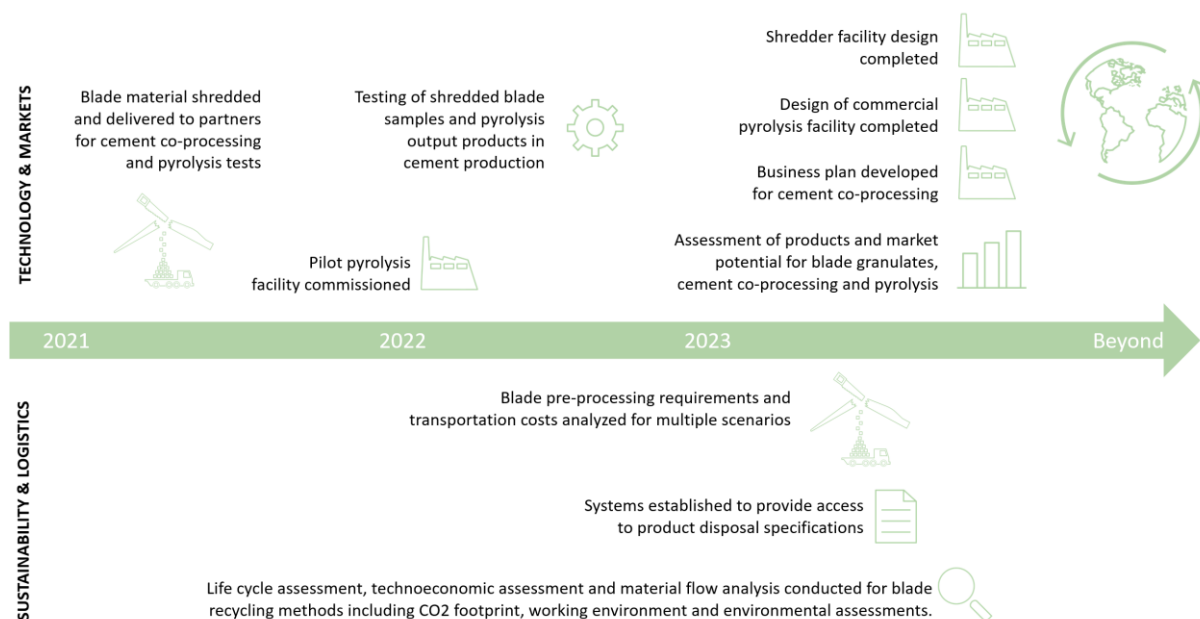 TECHNOLOGY & MARKETS
Blade material shredded
and delivered to partners
for cement co-processing
and pyrolysis tests
Testing of shredded blade
samples and pyrolysis
output products in
cement production
Pilot pyrolysis
facility commissioned
Shredder facility design
completed
Design of commercial
pyrolysis facility completed
Business plan developed
for cement co-processing
Assessment of products and market
potential for blade granulates,
cement co-processing and pyrolysis
2021
2022
2023
Beyond
SUSTAINABILITY & LOGISTICS
Blade pre-processing requirements and
transportation costs analyzed for multiple scenarios
Systems established to provide access
to product disposal specifications
Life cycle assessment, technoeconomic assessment and material flow analysis conducted for blade
recycling methods including CO2 footprint, working environment and environmental assessments.